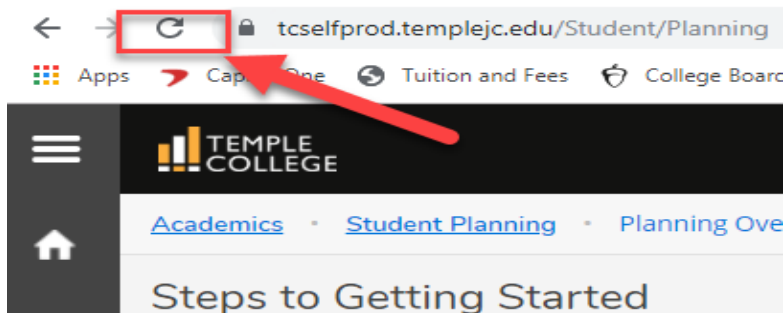 tcselfprod.templejc.edu/Student/Planning
Apps Tuition and Fees College Board
TEMPLE
COLLEGE
Academics · Student Planning · Planning
Steps to Getting Started